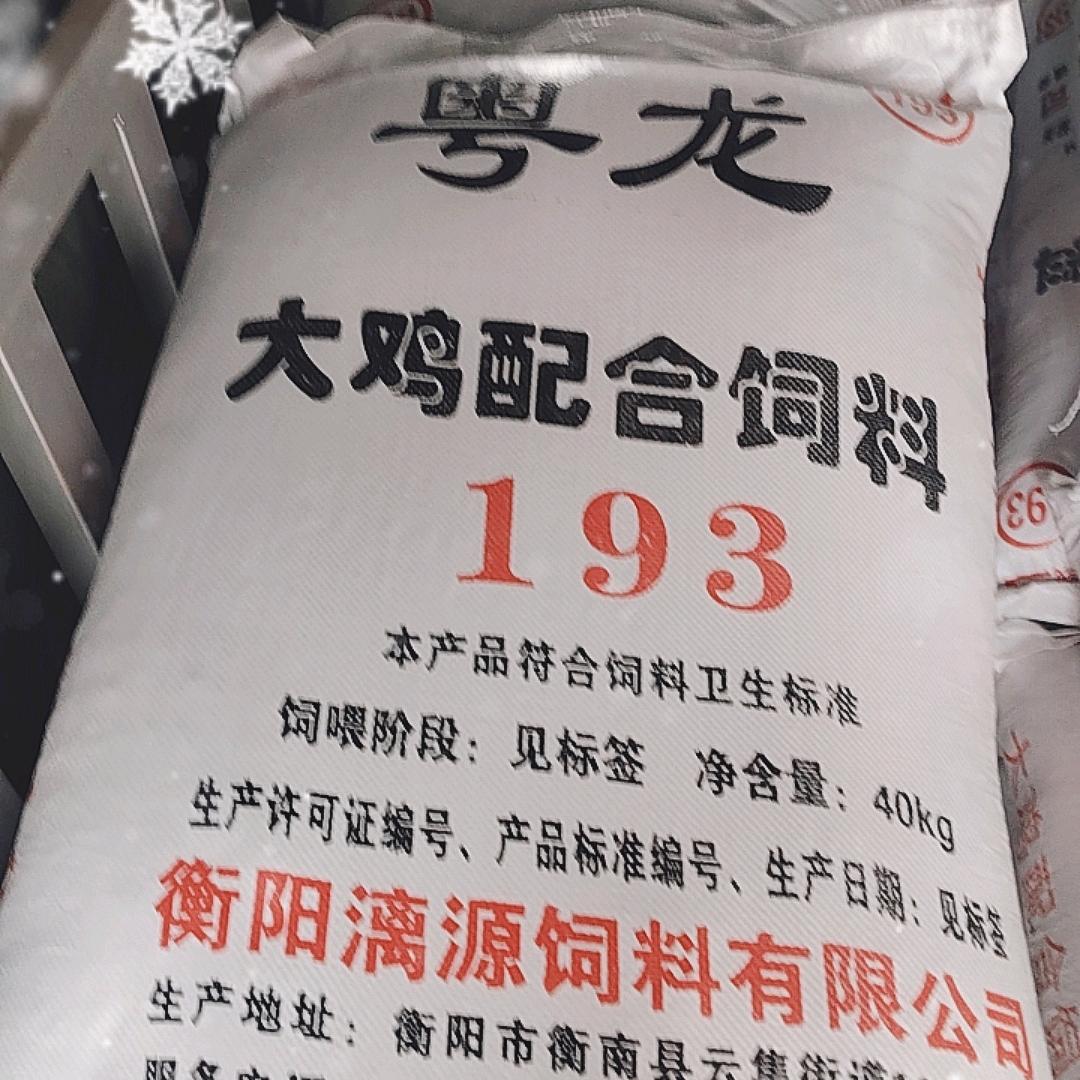 粤龙
193
大鸡配合饲料
193
本产品符合饲料卫生标准
饲喂阶段：见标签 净含量：40kg
生产许可证编号、产品标准编号、生产日期：见标签
衡阳漓源饲料有限公司
生产地址：衡阳市衡南县云集街道
93